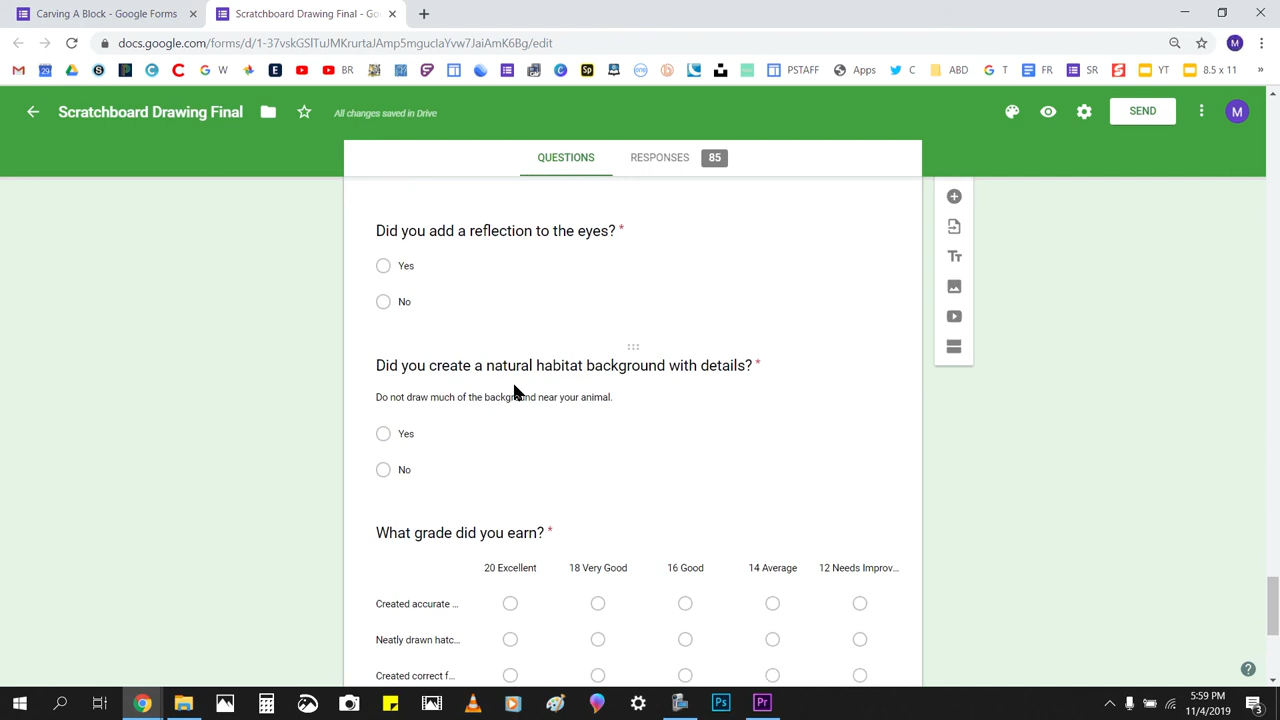 Carving A Block - Google Forms
Scratchboard Drawing Final - Go
docs.google.com/forms/d/1-37vskGSlTuJMKrurtaJAmp5mguclaYvw7JaiAmK6Bg/edit
M
W
BR
PSTAFF
Apps
C
ABD
T
FR
SR
YT
8.5 x 11
»
Scratchboard Drawing Final
All changes saved in Drive
SEND
M
QUESTIONS
RESPONSES
85
Did you add a reflection to the eyes? *
Yes
No
Did you create a natural habitat background with details? *
Do not draw much of the background near your animal.
Yes
No
What grade did you earn? *
20 Excellent
18 Very Good
16 Good
14 Average
12 Needs Improv...
Created accurate ...
Neatly drawn hatc...
Created correct f...
5:59 PM
11/4/2019